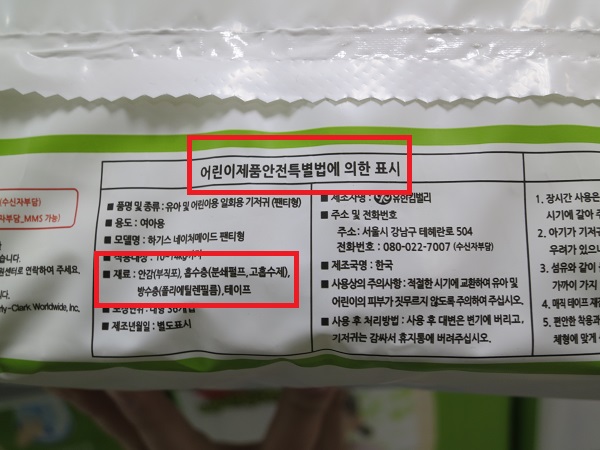 어린이제품안전특별법에 의한 표시
(수신자부담)
_MMS 가능)
로 연락하여 주세요.
rly-Clark Worldwide, Inc.
■ 품명 및 종류 : 유아 및 어린이용 일회용 기저귀 (팬티형)
■ 용도 : 여아용
■ 모델명 : 하기스 네이처메이드 팬티형
■ 재료 : 안감(부직포), 흡수층(분쇄펄프, 고흡수제),
방수층(폴리에틸렌필름), 테이프
■ 제조년월일 : 별도표시
■ 제조자명 : 유한킴벌리
■ 주소 및 전화번호
주소 : 서울시 강남구 테헤란로 504
전화번호 : 080-022-7007 (수신자부담)
■ 제조국명 : 한국
■ 사용상의 주의사항 : 적절한 시기에 교환하여 유아 및
어린이의 피부가 짓무르지 않도록 주의하여 주십시오.
■ 사용 후 처리방법 : 사용 후 대변은 변기에 버리고,
기저귀는 감싸서 휴지통에 버려주십시오.
1. 장시간 사용은
시기에 갈아 주
2. 아기가 기저귀
우려가 있으니
3. 섬유와 같이
가까이 가지
4. 매직 테이프 재질
5. 편안한 착용과
체형에 맞게